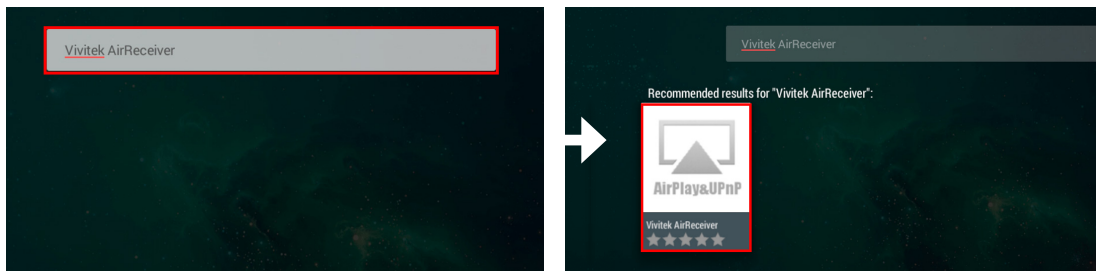 Vivitek AirReceiver
Vivitek AirReceiver
Recommended results for "Vivitek AirReceiver":
AirPlay&UPnP
Vivitek AirReceiver